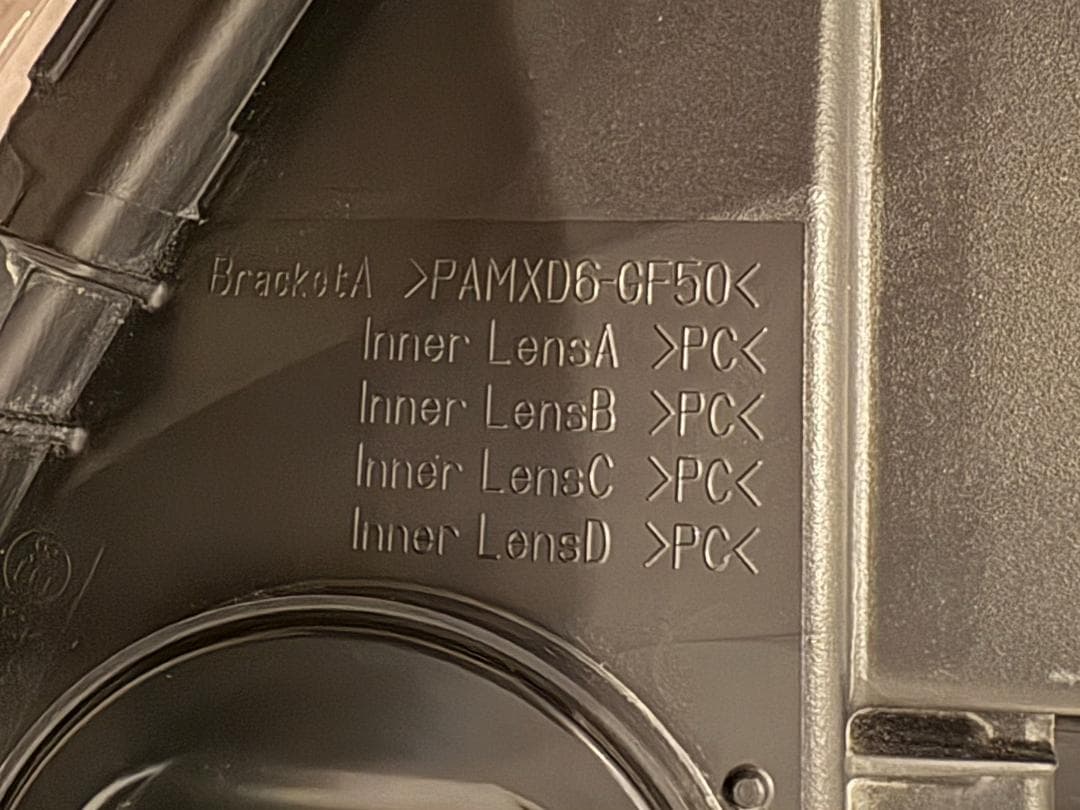 BracketA >PAMXD6-GF50<
Inner LensA >PC<
Inner LensB >PC<
Inner LensC >PC<
Inner LensD >PC<